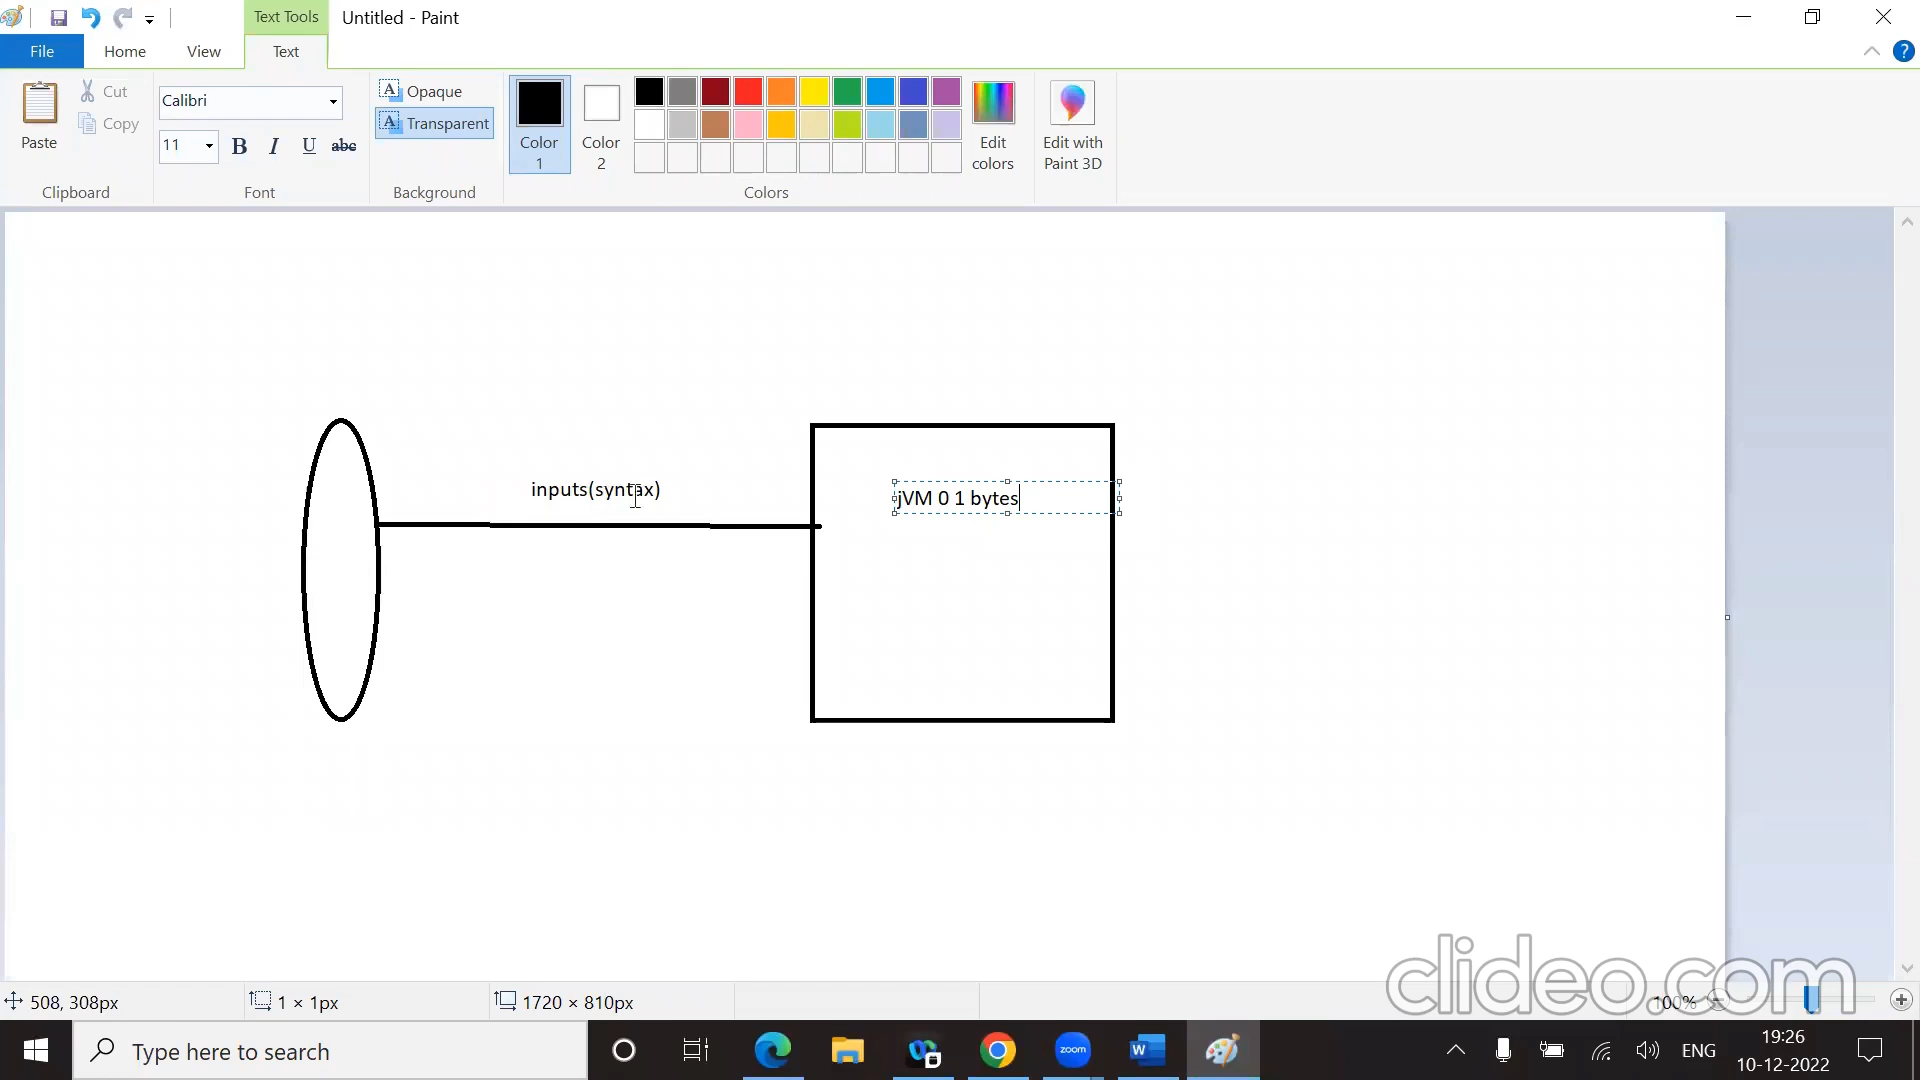 Text Tools
Untitled - Paint
File
Home
View
Text
Paste
Cut
Copy
Clipboard
Calibri
11
B
I
U
abc
Font
A Opaque
A Transparent
Background
Color
1
Color
2
Colors
Edit
colors
Edit with
Paint 3D
inputs(syntax)
jVM 0 1 bytes
508, 308px
1 × 1px
1720 × 810px
100%
clideo.com
Type here to search
zoom
W
ENG
19:26
10-12-2022